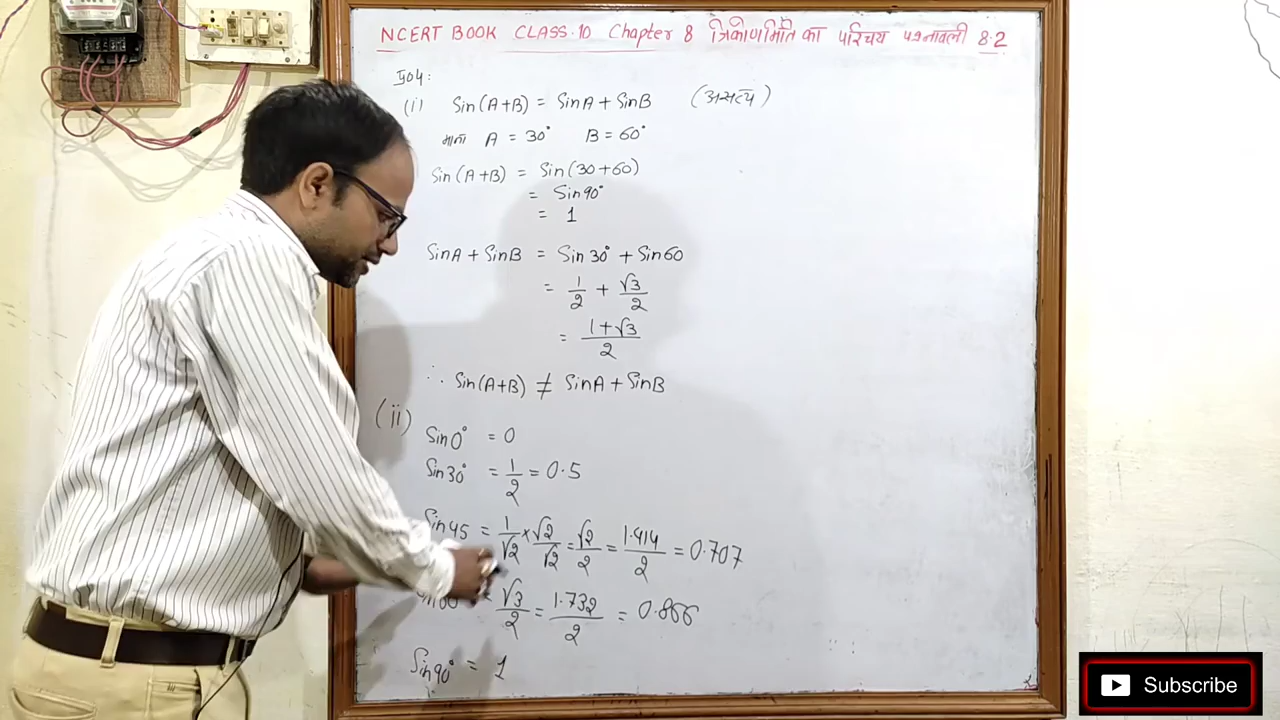 NCERT BOOK CLASS.10 Chapter 8 त्रिकोणमिति का परिचय प्रश्नावली 8.2
प्र०4:
(i) Sin(A+B) = SinA + SinB (असत्य)
माना A = 30° B = 60°
Sin(A+B) = Sin(30+60)
= Sin90°
= 1
SinA + SinB = Sin30° + Sin60
= 1/2 + √3/2
= (1+√3)/2
∴ Sin(A+B) ≠ SinA + SinB
(ii)
Sin0° = 0
Sin30° = 1/2 = 0.5
Sin45 = 1/√2 × √2/√2 = √2/2 = 1.414/2 = 0.707
= √3/2 = 1.732/2 = 0.866
Sin90° = 1
Subscribe